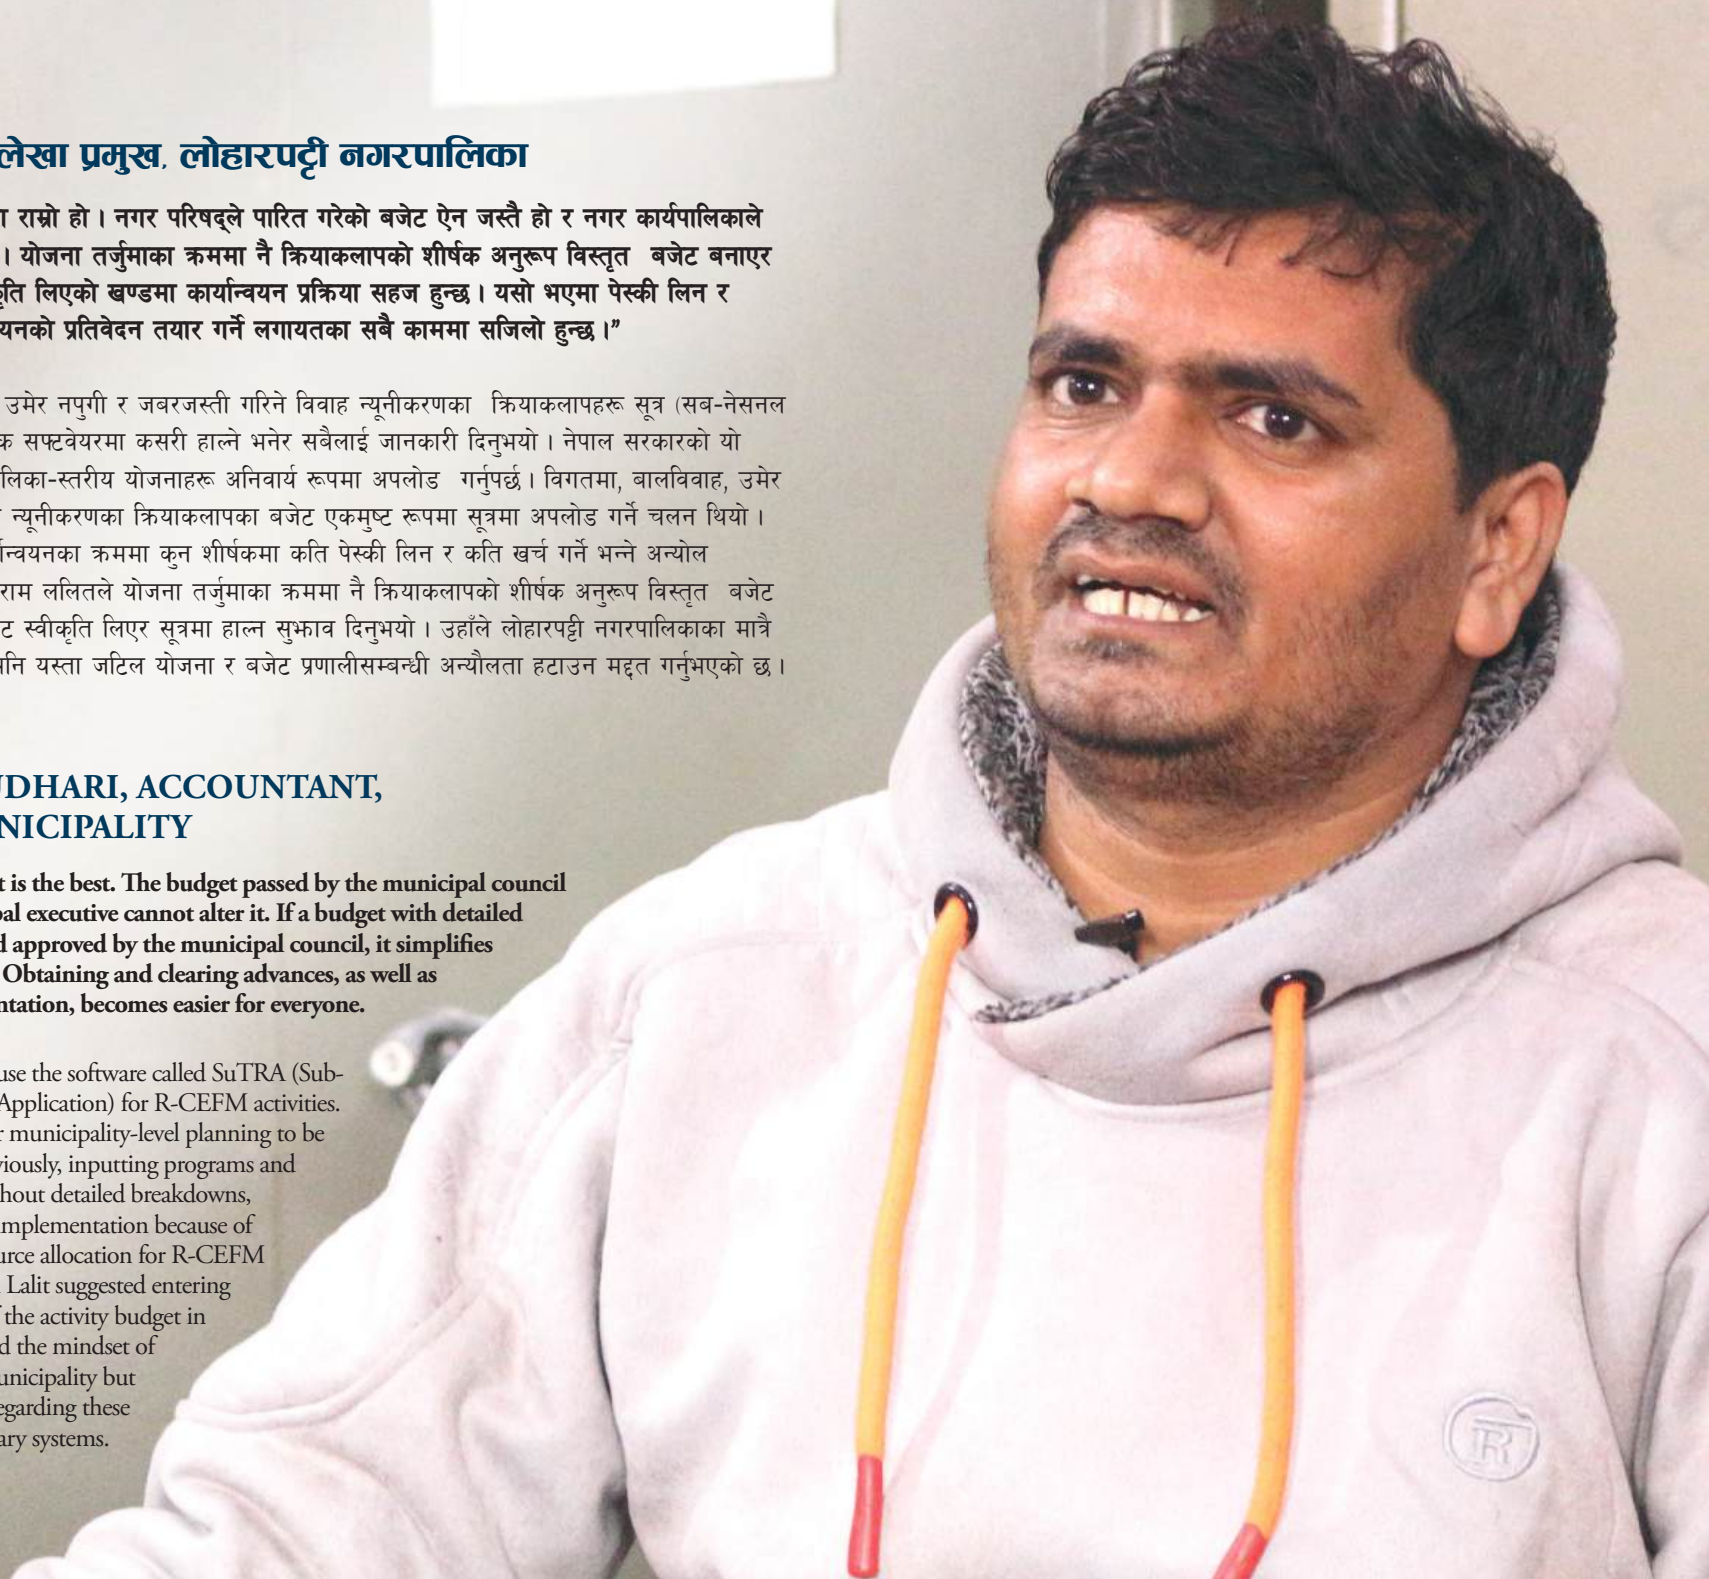 लेखा प्रमुख, लोहारपट्टी नगरपालिका
राम्रो हो । नगर परिषद्ले पारित गरेको बजेट ऐन जस्तै हो र नगर कार्यपालिकाले
। योजना तर्जुमाका क्रममा नै क्रियाकलापको शीर्षक अनुरूप विस्तृत बजेट बनाएर
लिएको खण्डमा कार्यान्वयन प्रक्रिया सहज हुन्छ । यसो भएमा पेस्की लिन र
प्रतिवेदन तयार गर्ने लगायतका सबै काममा सजिलो हुन्छ ।”
उमेर नपुगी र जबरजस्ती गरिने विवाह न्यूनीकरणका क्रियाकलापहरू सूत्र (सब-नेसनल
सफ्टवेयरमा कसरी हाल्ने भनेर सबैलाई जानकारी दिनुभयो । नेपाल सरकारको यो
लिका-स्तरीय योजनाहरू अनिवार्य रूपमा अपलोड गर्नुपर्छ । विगतमा, बालविवाह, उमेर
न्यूनीकरणका क्रियाकलापका बजेट एकमुष्ट रूपमा सूत्रमा अपलोड गर्ने चलन थियो ।
न्वयनका क्रममा कुन शीर्षकमा कति पेस्की लिन र कति खर्च गर्ने भन्ने अन्योल
राम ललितले योजना तर्जुमाका क्रममा नै क्रियाकलापको शीर्षक अनुरूप विस्तृत बजेट
ट स्वीकृति लिएर सूत्रमा हाल्न सुझाव दिनुभयो । उहाँले लोहारपट्टी नगरपालिकाका मात्रै
नि यस्ता जटिल योजना र बजेट प्रणालीसम्बन्धी अन्यौलता हटाउन मद्दत गर्नुभएको छ ।
UDHARI, ACCOUNTANT,
NICIPALITY
t is the best. The budget passed by the municipal council
pal executive cannot alter it. If a budget with detailed
d approved by the municipal council, it simplifies
Obtaining and clearing advances, as well as
ntation, becomes easier for everyone.
use the software called SuTRA (Sub-
Application) for R-CEFM activities.
r municipality-level planning to be
viously, inputting programs and
hout detailed breakdowns,
implementation because of
urce allocation for R-CEFM
Lalit suggested entering
f the activity budget in
d the mindset of
unicipality but
egarding these
ary systems.